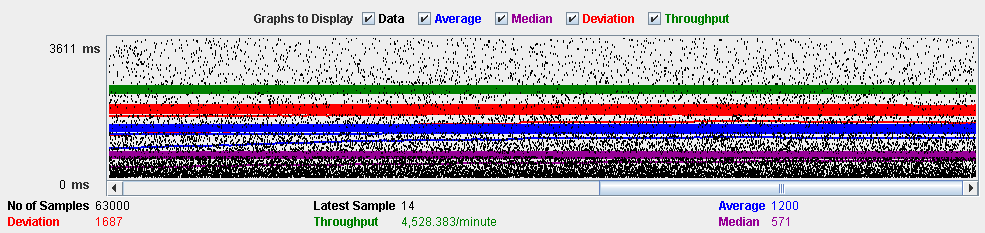 Graphs to Display Data Average Median Deviation Throughput
3611 ms
0 ms
No of Samples 63000 Latest Sample 14 Average 1200
Deviation 1687 Throughput 4,528.383/minute Median 571